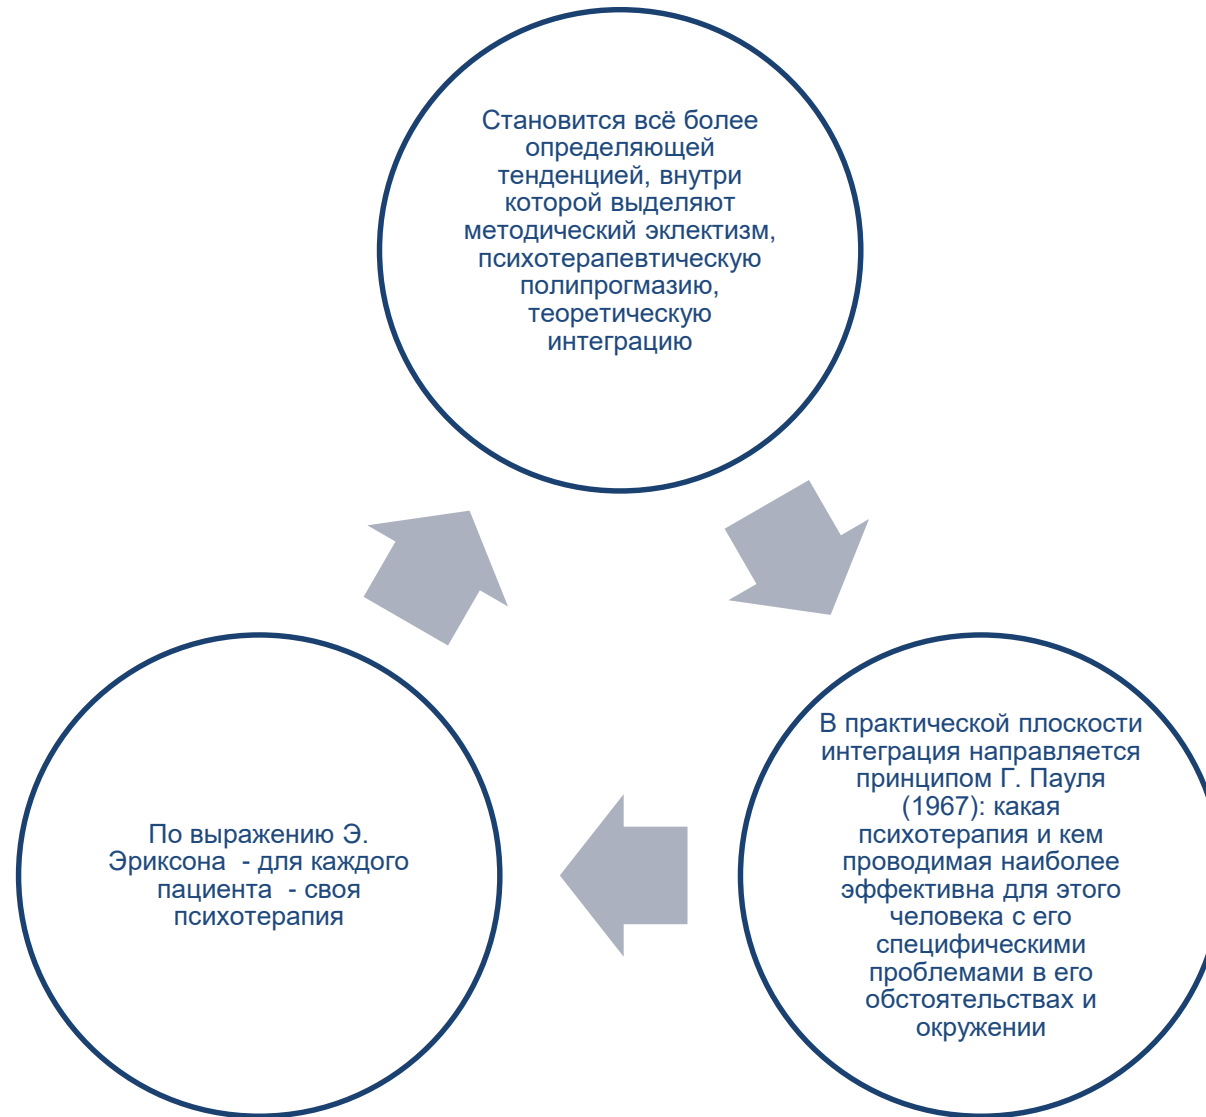 Становится всё более
определяющей
тенденцией, внутри
которой выделяют
методический эклектизм,
психотерапевтическую
полипрогмазию,
теоретическую
интеграцию
В практической плоскости
интеграция направляется
принципом Г. Пауля
(1967): какая
психотерапия и кем
проводимая наиболее
эффективна для этого
человека с его
специфическими
проблемами в его
обстоятельствах и
окружении
По выражению Э.
Эриксона - для каждого
пациента - своя
психотерапия